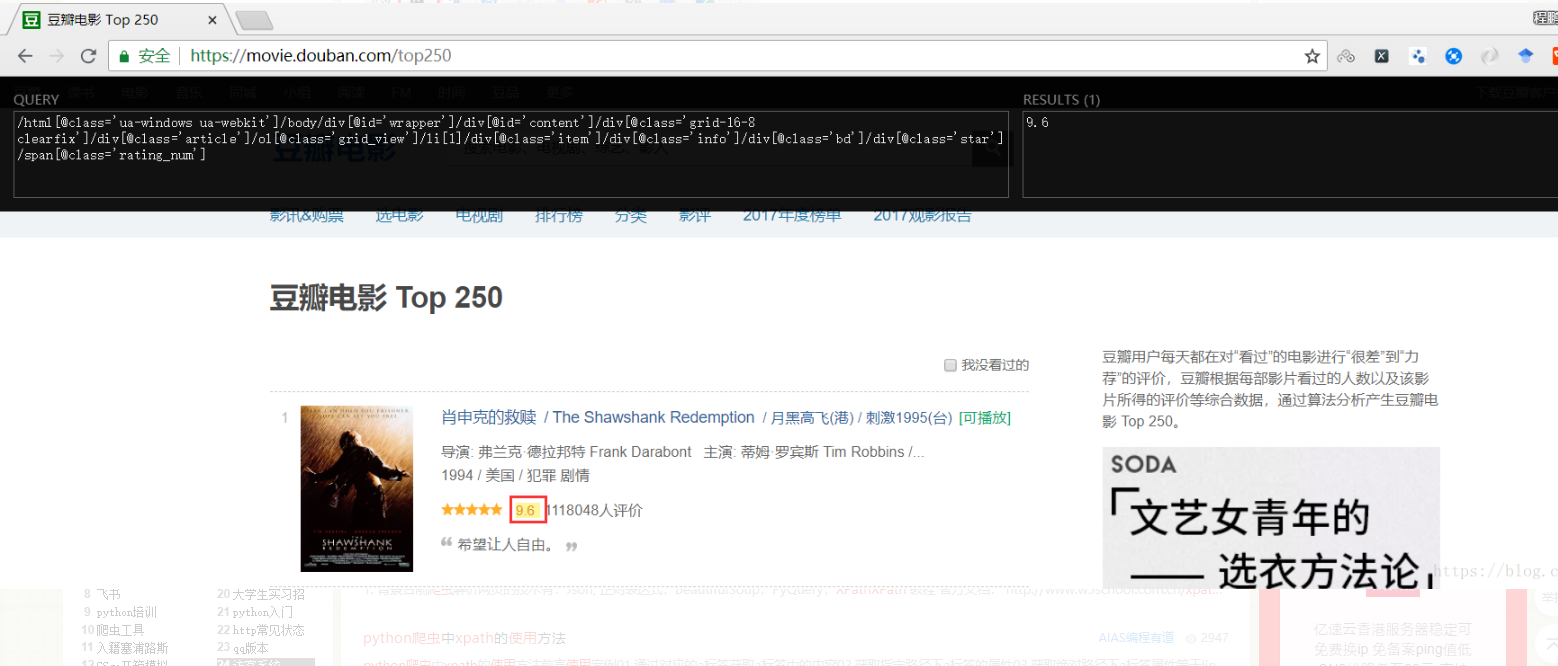 豆瓣电影 Top 250
安全 https://movie.douban.com/top250
QUERY
RESULTS (1)
/html[@class='ua-windows ua-webkit']/body/div[@id='wrapper']/div[@id='content']/div[@class='grid-16-8
clearfix']/div[@class='article']/ol[@class='grid_view']/li[1]/div[@class='item']/div[@class='info']/div[@class='bd']/div[@class='star']
/span[@class='rating_num']
9.6
影讯&购票 选电影 电视剧 排行榜 分类 影评 2017年度榜单 2017观影报告
豆瓣电影 Top 250
我没看过的
豆瓣用户每天都在对“看过”的电影进行“很差”到“力
荐”的评价，豆瓣根据每部影片看过的人数以及该影
片所得的评价等综合数据，通过算法分析产生豆瓣电
影 Top 250。
1
肖申克的救赎 / The Shawshank Redemption / 月黑高飞(港) / 刺激1995(台) [可播放]
导演: 弗兰克·德拉邦特 Frank Darabont 主演: 蒂姆·罗宾斯 Tim Robbins /...
1994 / 美国 / 犯罪 剧情
9.6 1118048人评价
“ 希望让人自由。 ”
THE
SHAWSHANK
REDEMPTION
SODA
「文艺女青年的
—— 选衣方法论」
https://blog.c
8 飞书
9 python培训
10 爬虫工具
11 入籍塞浦路斯
20 大学生实习招
21 python入门
22 http常见状态
23 qq版本
python爬虫中xpath的使用方法
AIAS编程有道 2947
亿速云香港服务器稳定可
免费换ip 免备案ping值低